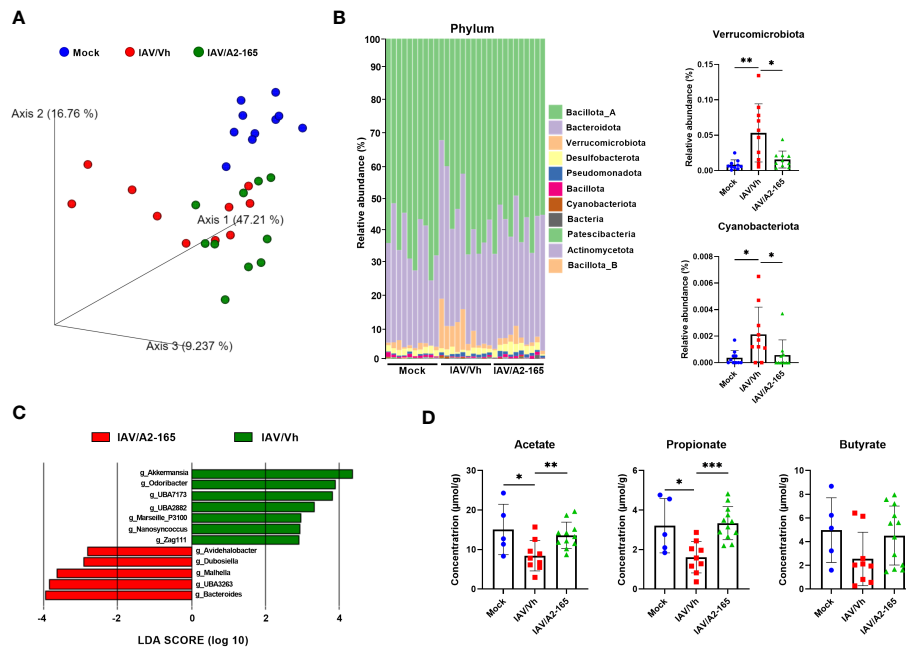 A
Mock IAV/Vh IAV/A2-165
Axis 2 (16.76 %)
Axis 1 (47.21 %)
Axis 3 (9.237 %)
B
Phylum
Relative abundance (%)
100
90
80
70
60
50
40
30
20
10
0
Mock IAV/Vh IAV/A2-165
Bacillota_A
Bacteroidota
Verrucomicrobiota
Desulfobacterota
Pseudomonadota
Bacillota
Cyanobacteriota
Bacteria
Patescibacteria
Actinomycetota
Bacillota_B
Verrucomicrobiota
Relative abundance (%)
0.15
0.10
0.05
0.00
** *
Mock IAV/Vh IAV/A2-165
Cyanobacteriota
Relative abundance (%)
0.008
0.006
0.004
0.002
0.000
* *
Mock IAV/Vh IAV/A2-165
C
IAV/A2-165 IAV/Vh
g_Akkermansia
g_Odoribacter
g_UBA7173
g_UBA2882
g_Marseille_P3100
g_Nanosyncoccus
g_Zag111
g_Avidehalobacter
g_Dubosiella
g_Malhella
g_UBA3263
g_Bacteroides
-4 -2 0 2 4
LDA SCORE (log 10)
D
Acetate
Concentratrion (µmol/g)
30
20
10
0
* **
Mock IAV/Vh IAV/A2-165
Propionate
Concentratrion (µmol/g)
6
4
2
0
* ***
Mock IAV/Vh IAV/A2-165
Butyrate
Concentratrion (µmol/g)
10
8
6
4
2
0
Mock IAV/Vh IAV/A2-165